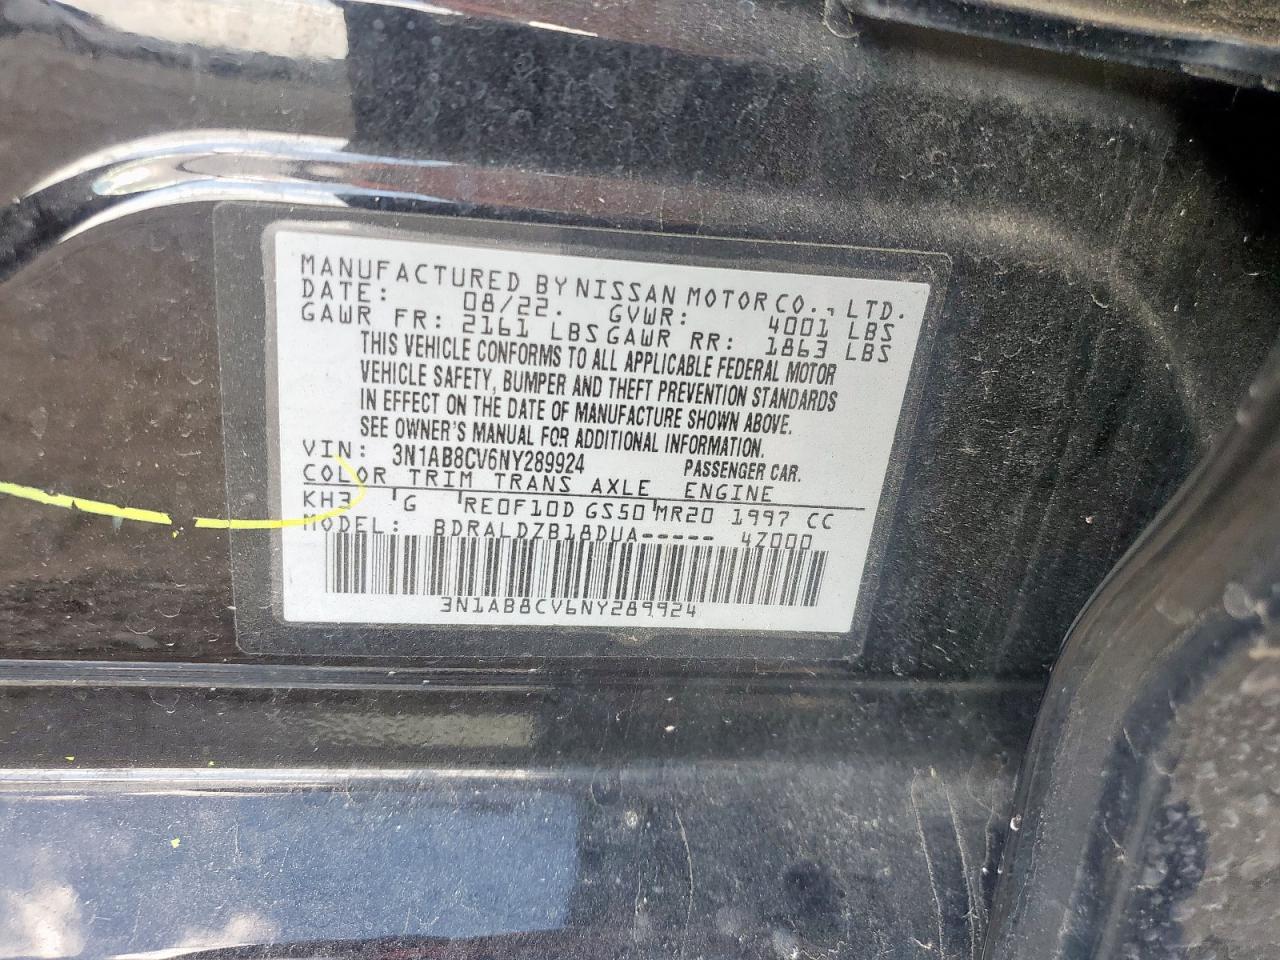 MANUFACTURED BY NISSAN MOTOR CO., LTD.
DATE: 08/22. GVWR: 4001 LBS
GAWR FR: 2161 LBS GAWR RR: 1863 LBS
THIS VEHICLE CONFORMS TO ALL APPLICABLE FEDERAL MOTOR
VEHICLE SAFETY, BUMPER AND THEFT PREVENTION STANDARDS
IN EFFECT ON THE DATE OF MANUFACTURE SHOWN ABOVE.
SEE OWNER'S MANUAL FOR ADDITIONAL INFORMATION.
VIN: 3N1AB8CV6NY289924 PASSENGER CAR.
COLOR TRIM TRANS AXLE ENGINE
KH3 G RE0F10D GS50 MR20 1997 CC
MODEL: BDRALDZB18DUA----- 4Z000
3N1AB8CV6NY289924